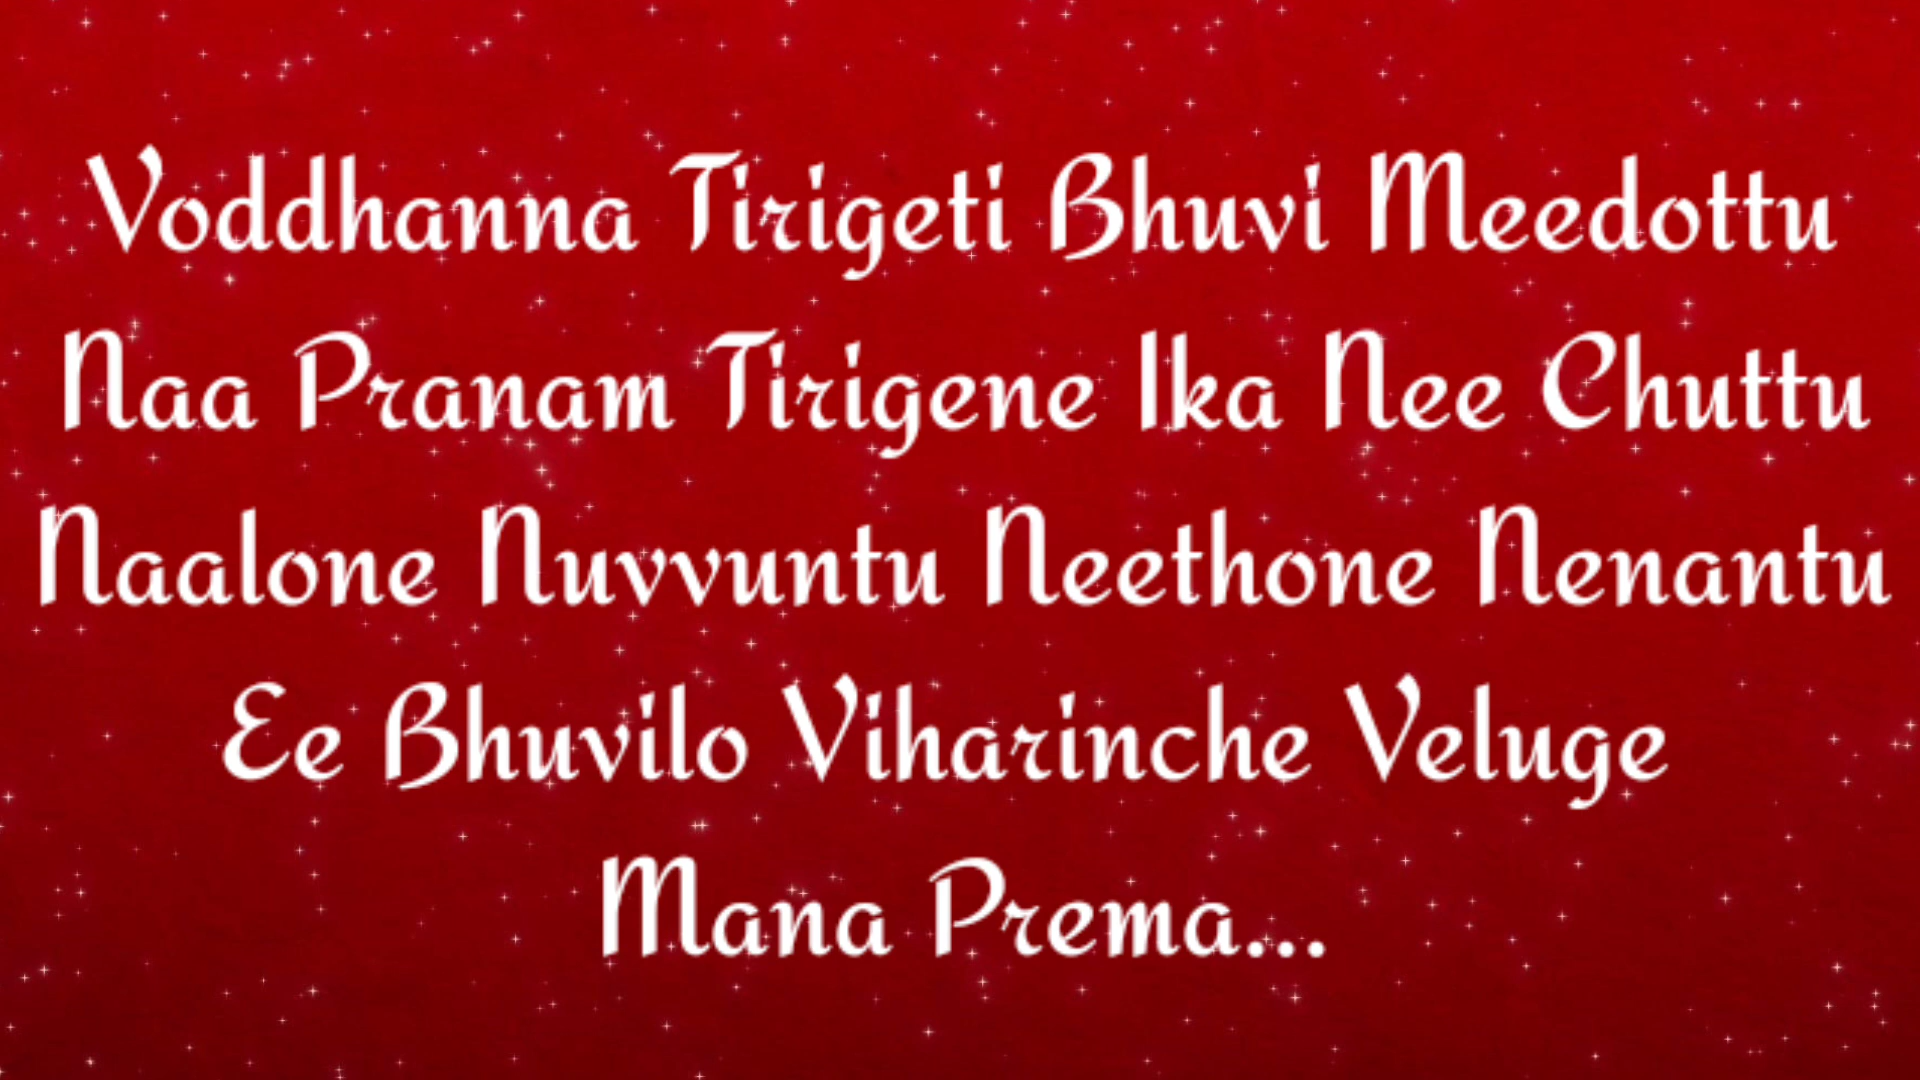 Voddhanna Tirigeti Bhuvi Meedottu
Naa Pranam Tirigene Ika Nee Chuttu
Naalone Nuvvuntu Neethone Nenantu
Ee Bhuvilo Viharinche Veluge
Mana Prema...